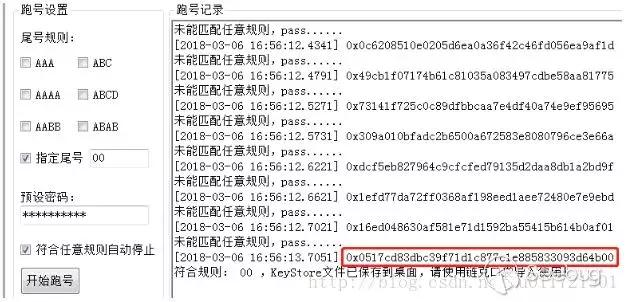 跑号设置
尾号规则:
AAA
ABC
AAAA
ABCD
AABB
ABAB
指定尾号
00
预设密码:
**********
符合任意规则自动停止
开始跑号
跑号记录
未能匹配任意规则,pass......
[2018-03-06 16:56:12.4341] 0x0c6208510e0205d6ea0a36f42c46fd056ea9af1d
未能匹配任意规则,pass......
[2018-03-06 16:56:12.4791] 0x49cb1f07174b61c81035a083497cdbe58aa81775
未能匹配任意规则,pass......
[2018-03-06 16:56:12.5271] 0x73141f725c0c89dfbbcaa7e4df40a74e9ef95695
未能匹配任意规则,pass......
[2018-03-06 16:56:12.5731] 0x309a010bfadc2b6500a672583e8080796ce3e66a
未能匹配任意规则,pass......
[2018-03-06 16:56:12.6221] 0xdcf5eb827964c9cfcfed79135d2daa8db1a2bd9f
未能匹配任意规则,pass......
[2018-03-06 16:56:12.6621] 0x1efd77da72ff0368af198eed1aee72480e7e9ebd
未能匹配任意规则,pass......
[2018-03-06 16:56:12.7021] 0x16ed048630af581e71d1592ba55415b614b0af01
未能匹配任意规则,pass......
[2018-03-06 16:56:13.7051] 0x0517cd83dbc39f71d1c877c1e885833093d64b00
符合规则: 00 ,KeyStore文件已保存到桌面,请使用链克口袋导入使用!